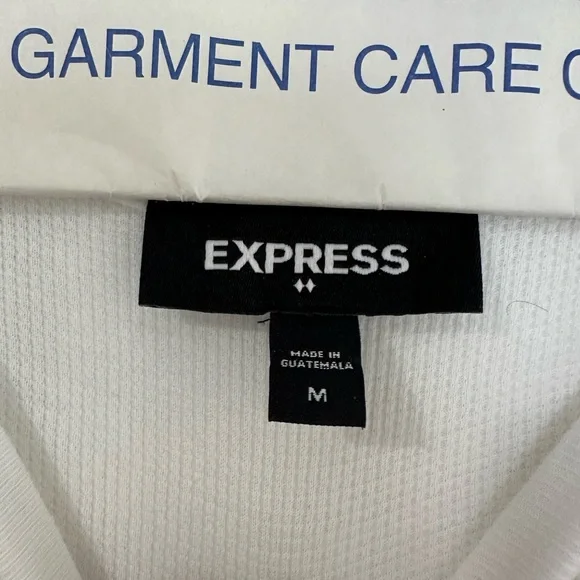 GARMENT CARE
EXPRESS
MADE IN
GUATEMALA
M